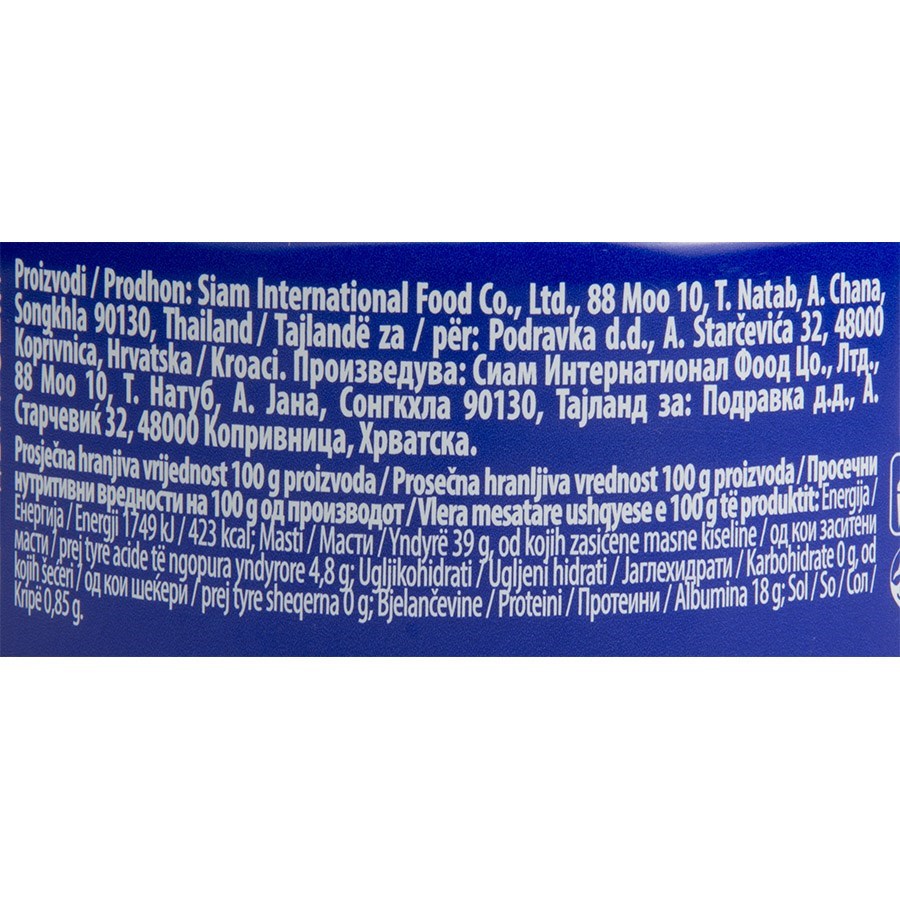 Proizvodi / Prodhon: Siam International Food Co., Ltd., 88 Moo 10, T. Natab, A. Chana,
Songkhla 90130, Thailand / Tajlandë za / për: Podravka d.d., A. Starčevića 32, 48000
Koprivnica, Hrvatska / Kroaci. Произведува: Сиам Интернатионал Фоод Цо., Лтд.,
88 Моо 10, Т. Натуб, А. Јана, Сонгкхла 90130, Тајланд за: Подравка д.д., А.
Старчевиќ 32, 48000 Копривница, Хрватска.
Prosječna hranjiva vrijednost 100 g proizvoda / Prosečna hranljiva vrednost 100 g proizvoda / Просечни
нутритивни вредности на 100 g од производот / Vlera mesatare ushqyese e 100 g të produktit: Energija /
Енергија / Energji 1749 kJ / 423 kcal; Masti / Масти / Yndyrë 39 g, od kojih zasićene masne kiseline / од кои заситени
масти / prej tyre acide të ngopura yndyrore 4,8 g; Ugljikohidrati / Ugljeni hidrati / Јаглехидрати / Karbohidrate 0 g, od
kojih šećeri / од кои шеќери / prej tyre sheqerna 0 g; Bjelančevine / Proteini / Протеини / Albumina 18 g; Sol / So / Сол /
Kripë 0,85 g.